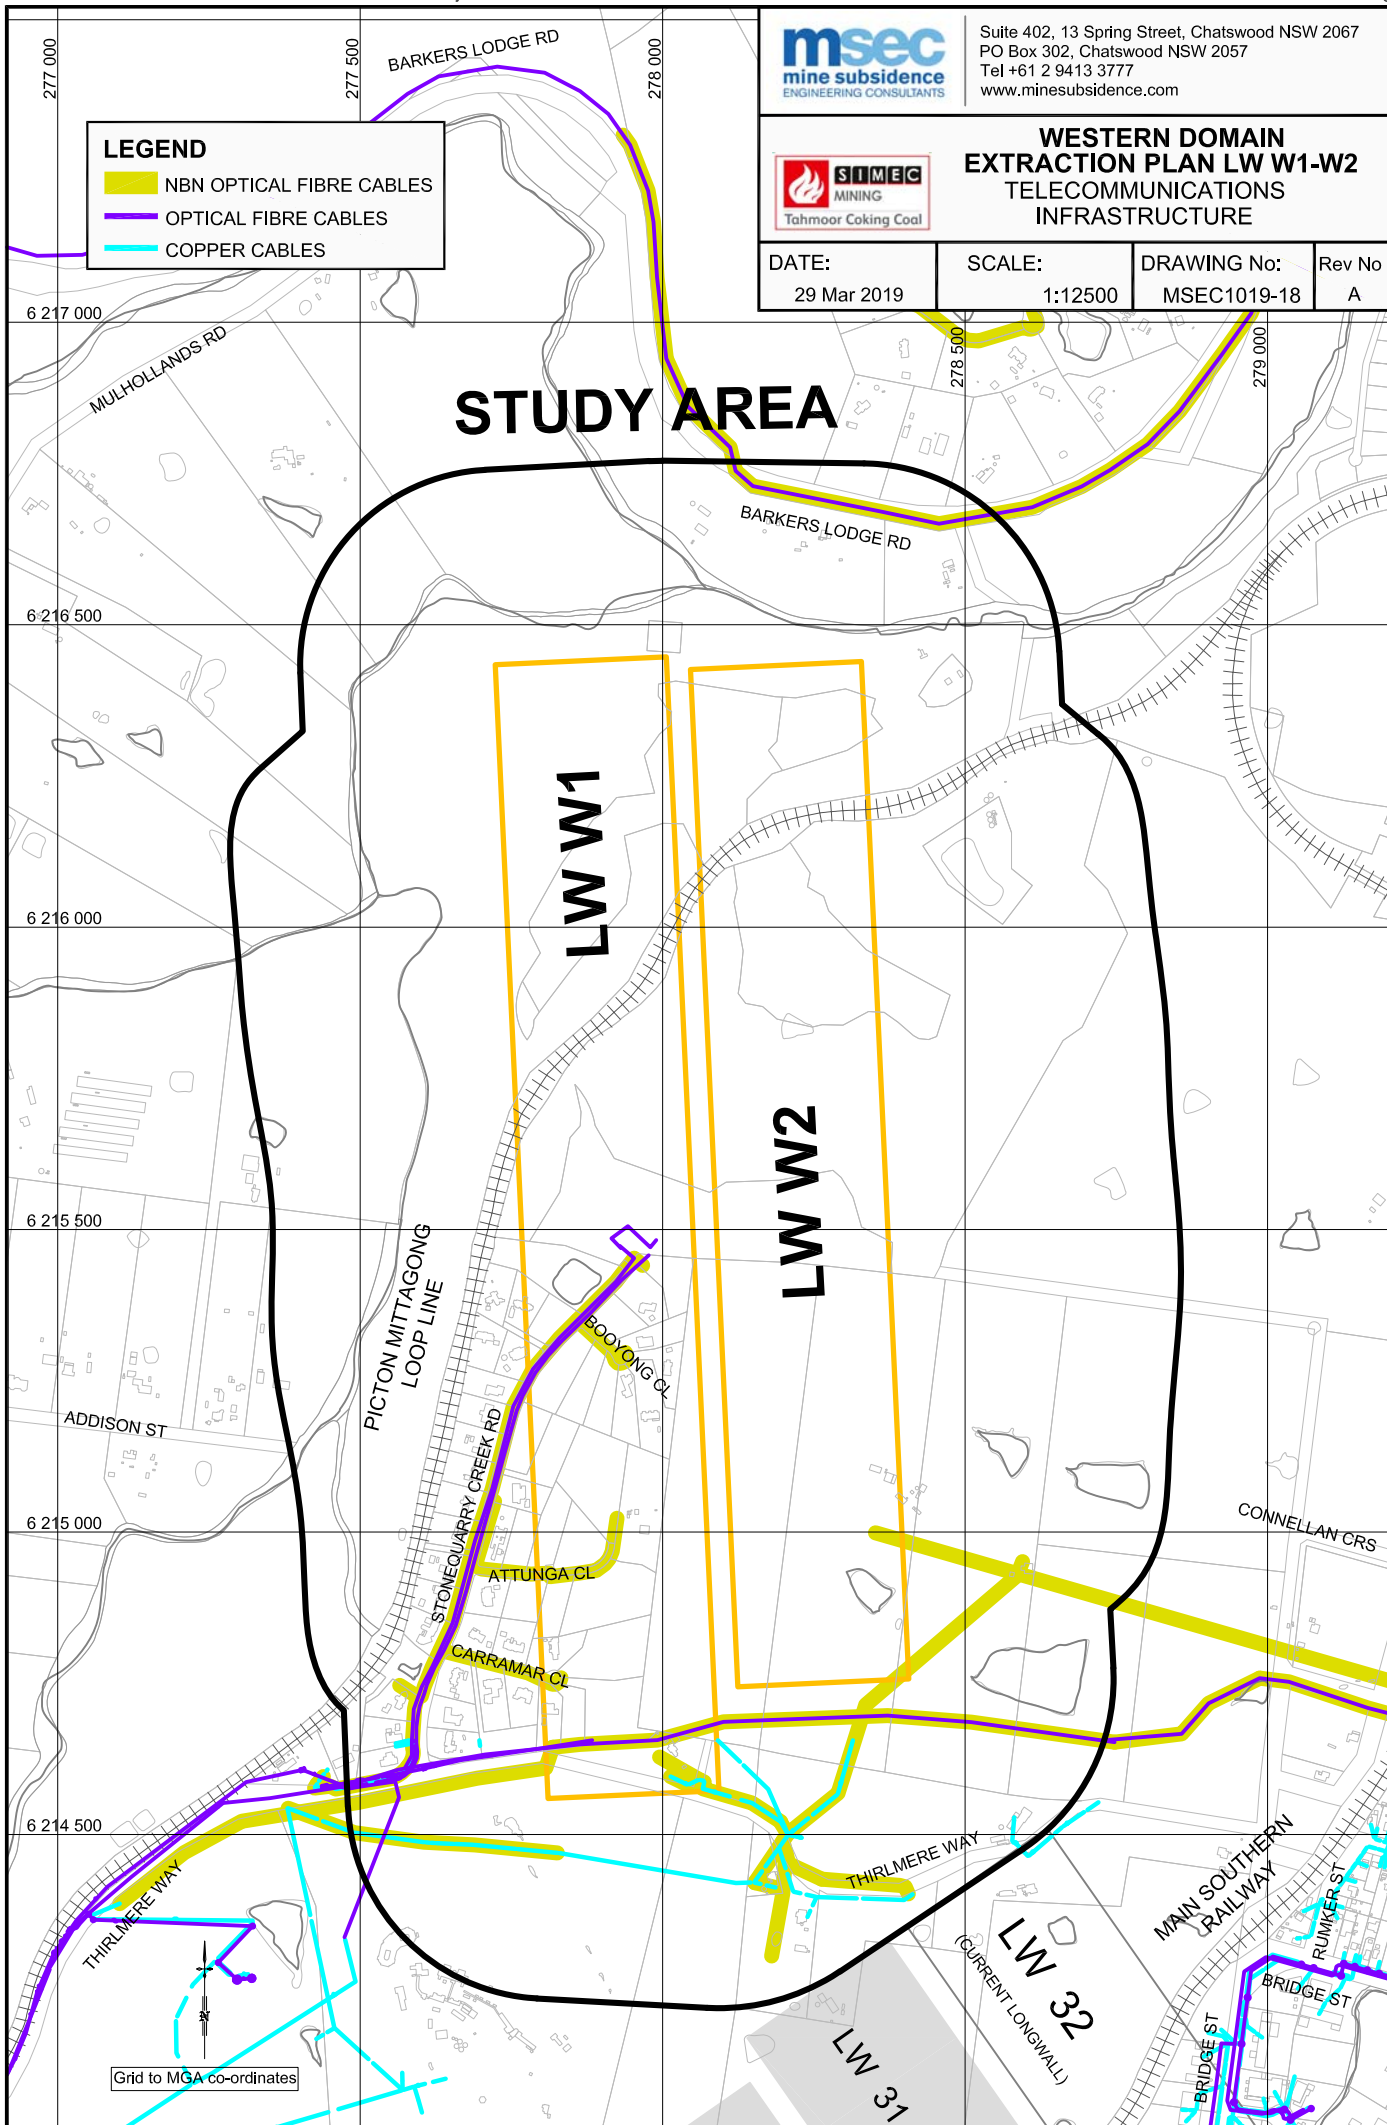 277 000
277 500
278 000
BARKERS LODGE RD
msec
mine subsidence
ENGINEERING CONSULTANTS
Suite 402, 13 Spring Street, Chatswood NSW 2067
PO Box 302, Chatswood NSW 2057
Tel +61 2 9413 3777
www.minesubsidence.com
SIMEC
MINING
Tahmoor Coking Coal
WESTERN DOMAIN
EXTRACTION PLAN LW W1-W2
TELECOMMUNICATIONS
INFRASTRUCTURE
DATE:
29 Mar 2019
SCALE:
1:12500
DRAWING No:
MSEC1019-18
Rev No
A
LEGEND
NBN OPTICAL FIBRE CABLES
OPTICAL FIBRE CABLES
COPPER CABLES
6 217 000
278 500
279 000
MULHOLLANDS RD
STUDY AREA
BARKERS LODGE RD
6 216 500
LW W1
6 216 000
LW W2
6 215 500
PICTON MITTAGONG
LOOP LINE
BOOYONG CL
ADDISON ST
STONEQUARRY CREEK RD
6 215 000
CONNELLAN CRS
ATTUNGA CL
CARRAMAR CL
6 214 500
THIRLMERE WAY
THIRLMERE WAY
MAIN SOUTHERN
RAILWAY
RUMKER ST
LW 32
(CURRENT LONGWALL)
BRIDGE ST
BRIDGE ST
LW 31
N
Grid to MGA co-ordinates